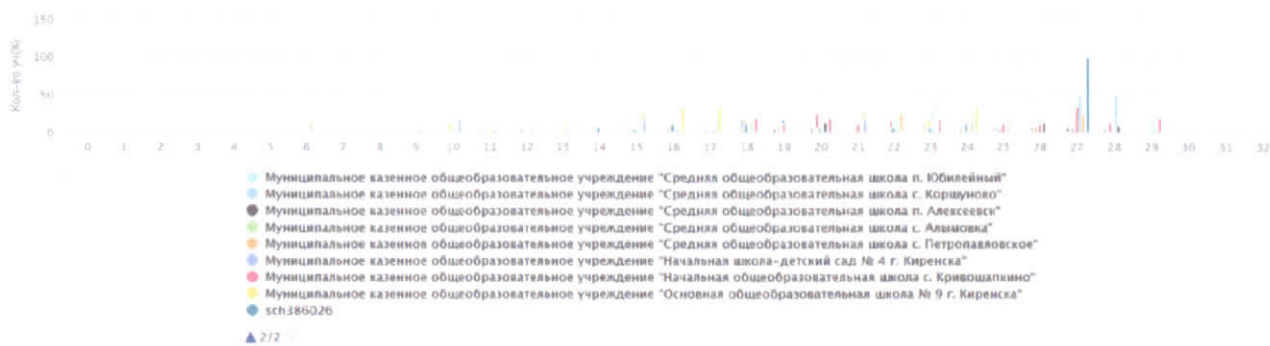 150
100
50
0
Кол-во уч(%)
0 1 2 3 4 5 6 7 8 9 10 11 12 13 14 15 16 17 18 19 20 21 22 23 24 25 26 27 28 29 30 31 32
Муниципальное казенное общеобразовательное учреждение "Средняя общеобразовательная школа п. Юбилейный"
Муниципальное казенное общеобразовательное учреждение "Средняя общеобразовательная школа с. Коршуново"
Муниципальное казенное общеобразовательное учреждение "Средняя общеобразовательная школа п. Алексеевск"
Муниципальное казенное общеобразовательное учреждение "Средняя общеобразовательная школа с. Алымовка"
Муниципальное казенное общеобразовательное учреждение "Средняя общеобразовательная школа с. Петропавловское"
Муниципальное казенное общеобразовательное учреждение "Начальная школа-детский сад № 4 г. Киренска"
Муниципальное казенное общеобразовательное учреждение "Начальная общеобразовательная школа с. Кривошапкино"
Муниципальное казенное общеобразовательное учреждение "Основная общеобразовательная школа № 9 г. Киренска"
sch386026
2/2